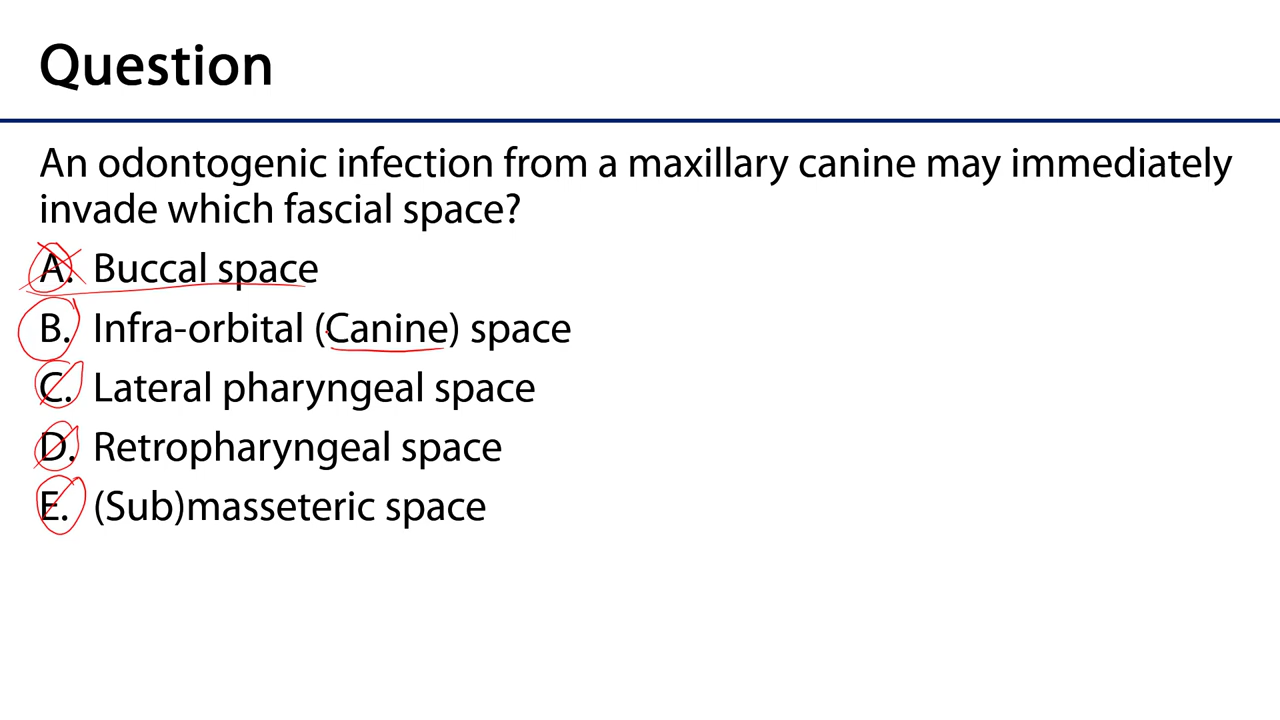 Question
An odontogenic infection from a maxillary canine may immediately
invade which fascial space?
A. Buccal space
B. Infra-orbital (Canine) space
C. Lateral pharyngeal space
D. Retropharyngeal space
E. (Sub)masseteric space